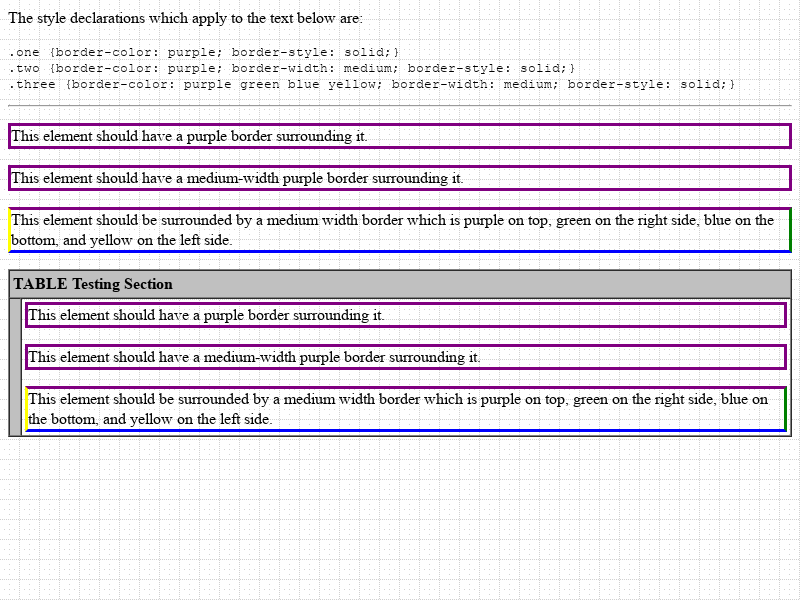 The style declarations which apply to the text below are:
.one {border-color: purple; border-style: solid;}
.two {border-color: purple; border-width: medium; border-style: solid;}
.three {border-color: purple green blue yellow; border-width: medium; border-style: solid;}
This element should have a purple border surrounding it.
This element should have a medium-width purple border surrounding it.
This element should be surrounded by a medium width border which is purple on top, green on the right side, blue on the
bottom, and yellow on the left side.
TABLE Testing Section
This element should have a purple border surrounding it.
This element should have a medium-width purple border surrounding it.
This element should be surrounded by a medium width border which is purple on top, green on the right side, blue on
the bottom, and yellow on the left side.